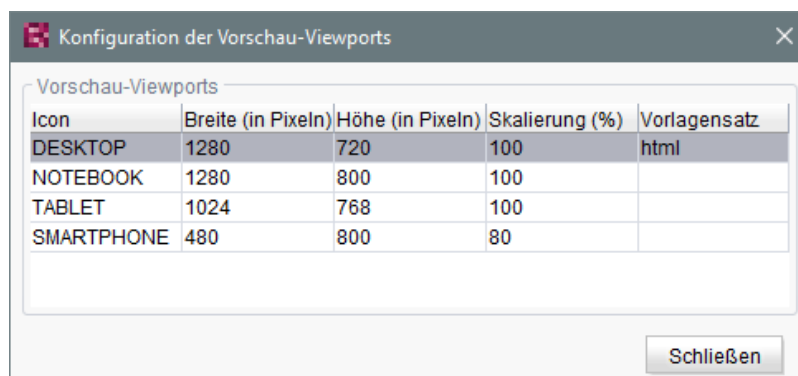 Konfiguration der Vorschau-Viewports
Vorschau-Viewports
Icon Breite (in Pixeln) Höhe (in Pixeln) Skalierung (%) Vorlagensatz
DESKTOP 1280 720 100 html
NOTEBOOK 1280 800 100
TABLET 1024 768 100
SMARTPHONE 480 800 80
Schließen